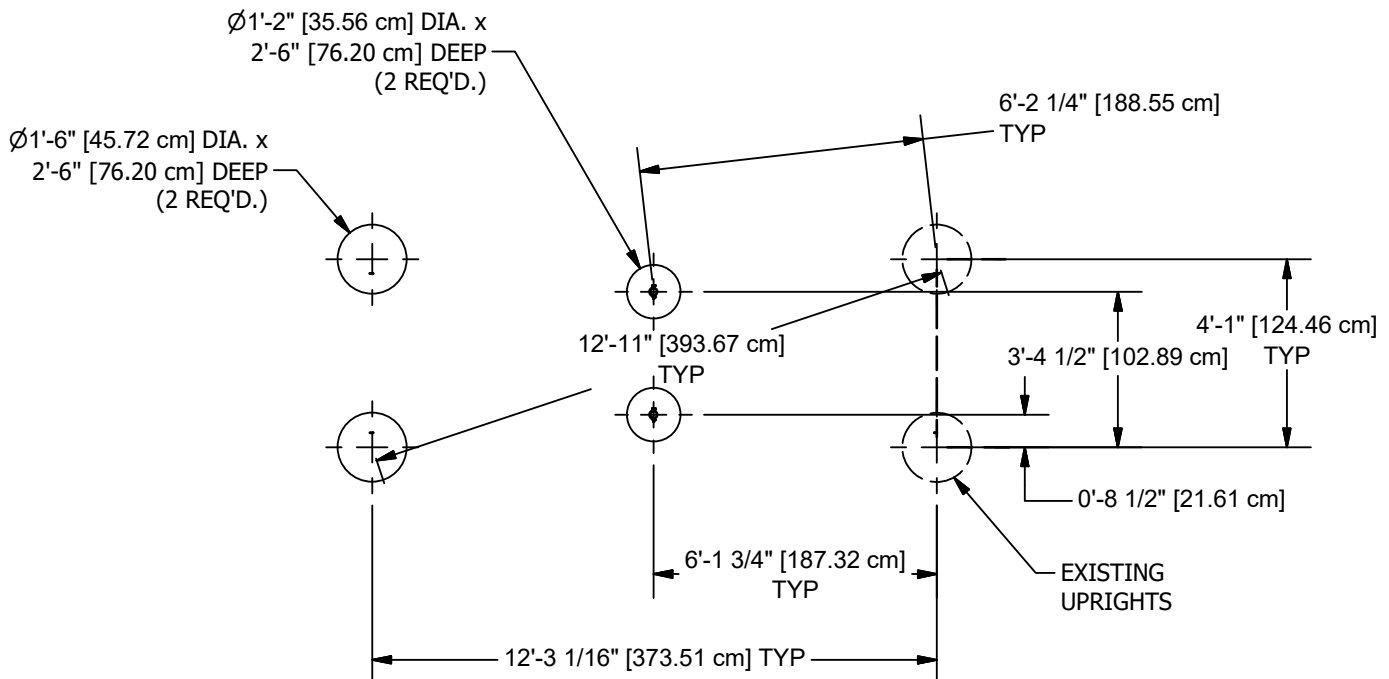 Ø1'-2" [35.56 cm] DIA. x
2'-6" [76.20 cm] DEEP
(2 REQ'D.)
6'-2 1/4" [188.55 cm]
TYP
Ø1'-6" [45.72 cm] DIA. x
2'-6" [76.20 cm] DEEP
(2 REQ'D.)
12'-11" [393.67 cm]
TYP
4'-1" [124.46 cm]
TYP
3'-4 1/2" [102.89 cm]
0'-8 1/2" [21.61 cm]
6'-1 3/4" [187.32 cm]
TYP
EXISTING
UPRIGHTS
12'-3 1/16" [373.51 cm] TYP